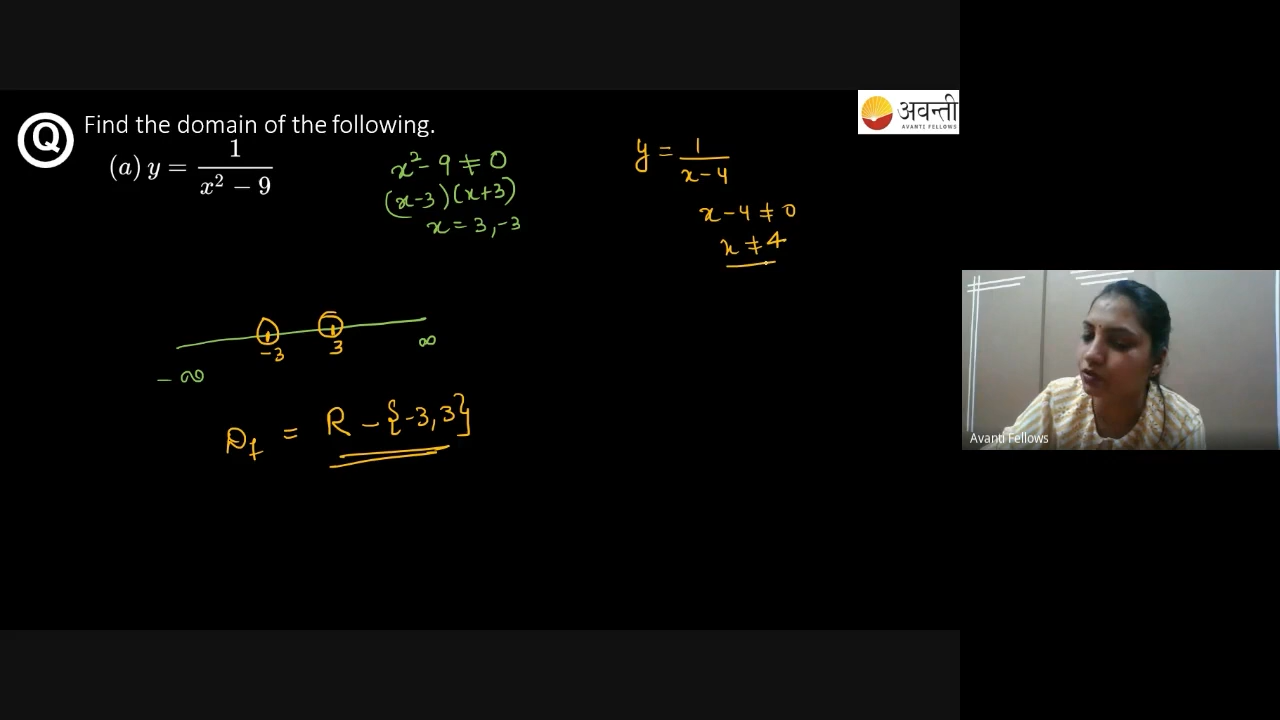 Q Find the domain of the following.
(a) y = 1/(x² − 9)
x² - 9 ≠ 0
(x-3)(x+3)
x = 3, -3
y = 1/(x-4)
x - 4 ≠ 0
x ≠ 4
अवन्ती
AVANTI FELLOWS
-3 3 ∞
- ∞
D_f = R - {-3, 3}
Avanti Fellows